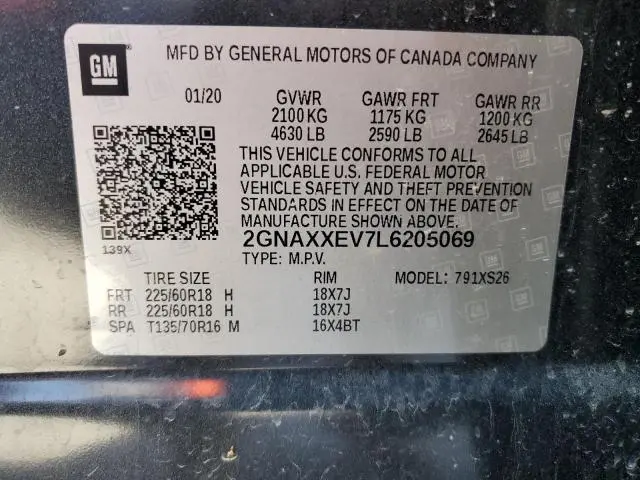 GM
MFD BY GENERAL MOTORS OF CANADA COMPANY
01/20 GVWR GAWR FRT GAWR RR
2100 KG 1175 KG 1200 KG
4630 LB 2590 LB 2645 LB
THIS VEHICLE CONFORMS TO ALL
APPLICABLE U.S. FEDERAL MOTOR
VEHICLE SAFETY AND THEFT PREVENTION
STANDARDS IN EFFECT ON THE DATE OF
MANUFACTURE SHOWN ABOVE.
139X
2GNAXXEV7L6205069
TYPE: M.P.V.
TIRE SIZE RIM MODEL: 791XS26
FRT 225/60R18 H 18X7J
RR 225/60R18 H 18X7J
SPA T135/70R16 M 16X4BT